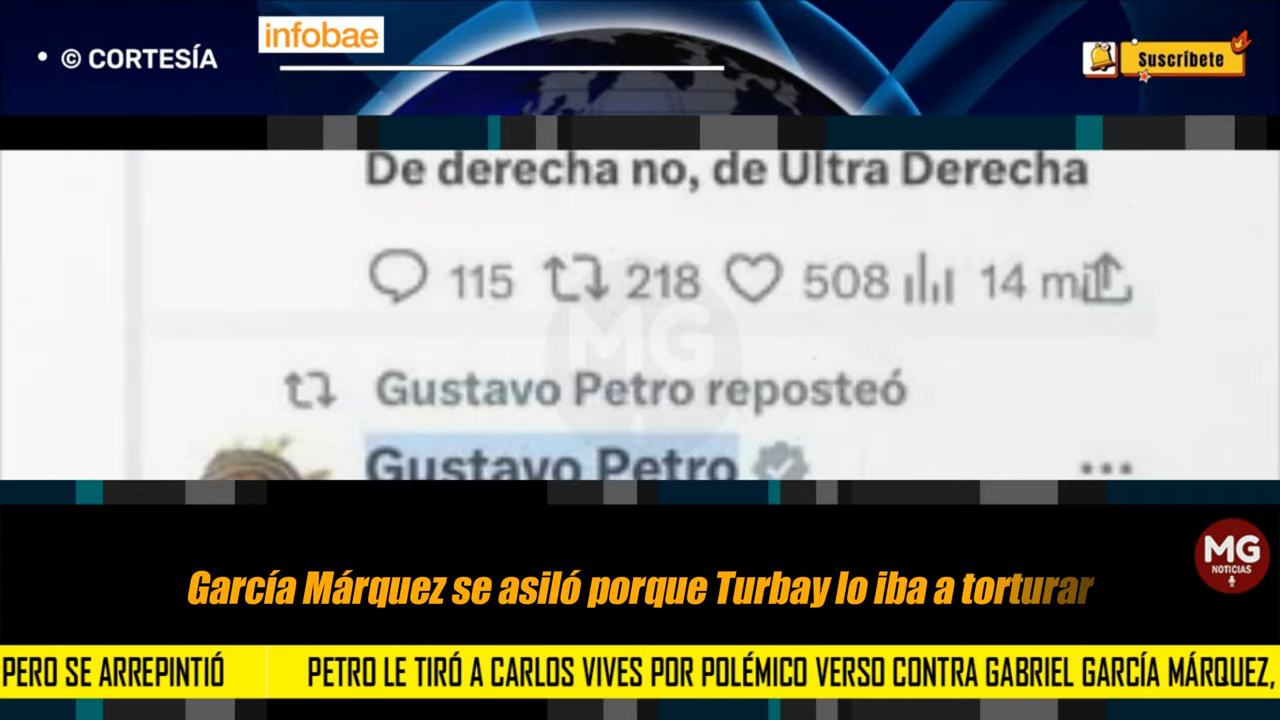 infobae
• © CORTESÍA
Suscríbete
De derecha no, de Ultra Derecha
115 218 508 14 mil
MG
Gustavo Petro reposteó
Gustavo Petro
MG
NOTICIAS
García Márquez se asiló porque Turbay lo iba a torturar
PERO SE ARREPINTIÓ PETRO LE TIRÓ A CARLOS VIVES POR POLÉMICO VERSO CONTRA GABRIEL GARCÍA MÁRQUEZ,